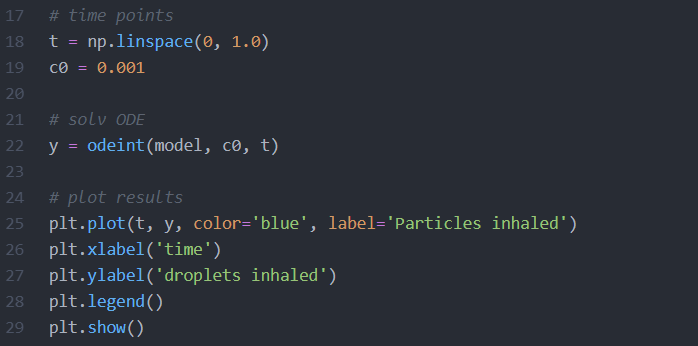 17 # time points
18 t = np.linspace(0, 1.0)
19 c0 = 0.001
20
21 # solv ODE
22 y = odeint(model, c0, t)
23
24 # plot results
25 plt.plot(t, y, color='blue', label='Particles inhaled')
26 plt.xlabel('time')
27 plt.ylabel('droplets inhaled')
28 plt.legend()
29 plt.show()